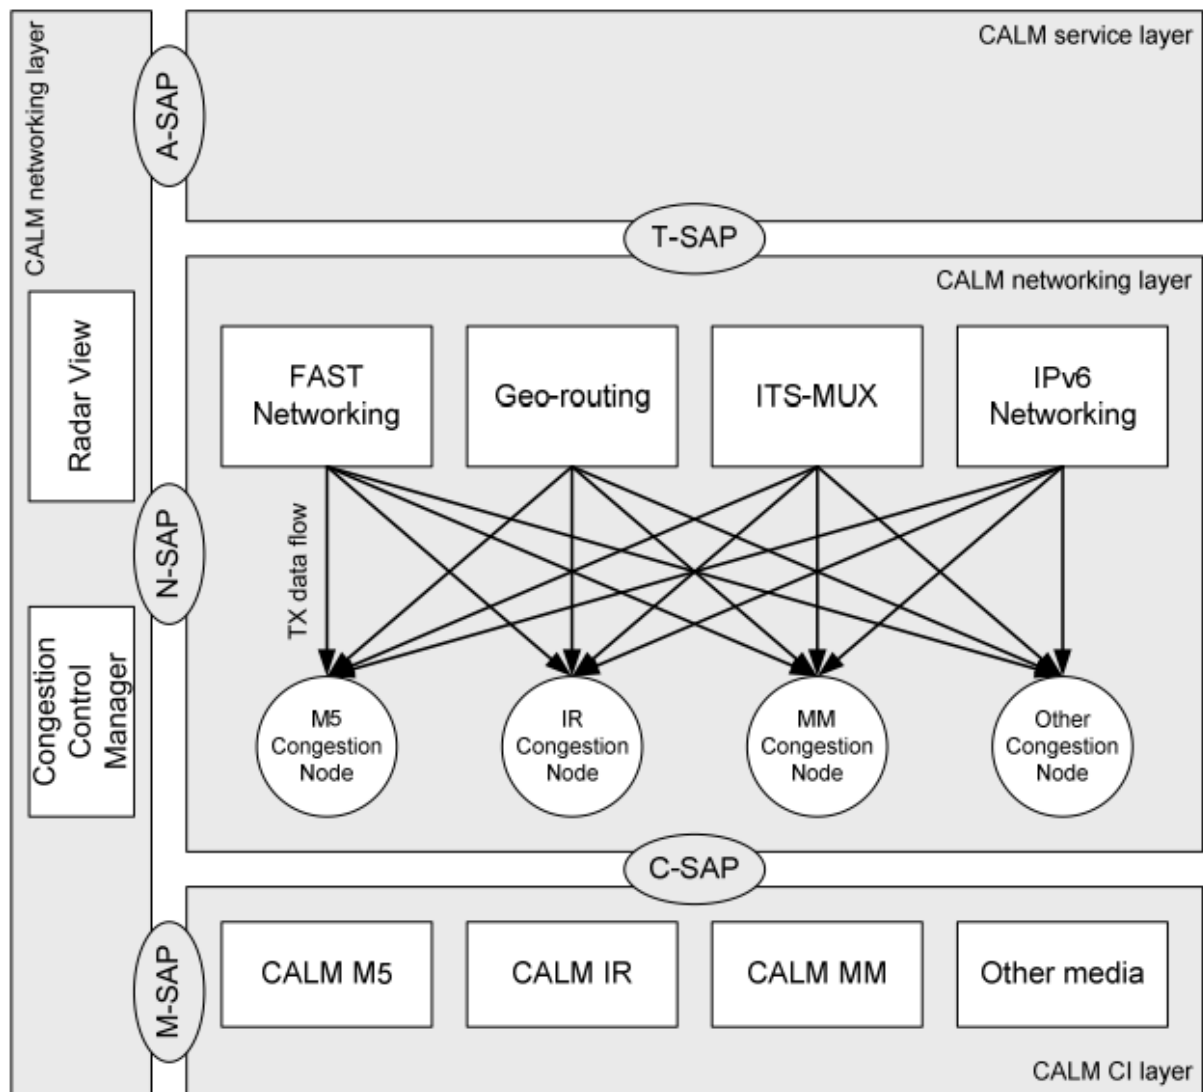 CALM networking layer
A-SAP
CALM service layer
T-SAP
CALM networking layer
Radar View
N-SAP
Congestion
Control
Manager
FAST
Networking
Geo-routing
ITS-MUX
IPv6
Networking
TX data flow
M5
Congestion
Node
IR
Congestion
Node
MM
Congestion
Node
Other
Congestion
Node
C-SAP
M-SAP
CALM M5
CALM IR
CALM MM
Other media
CALM CI layer